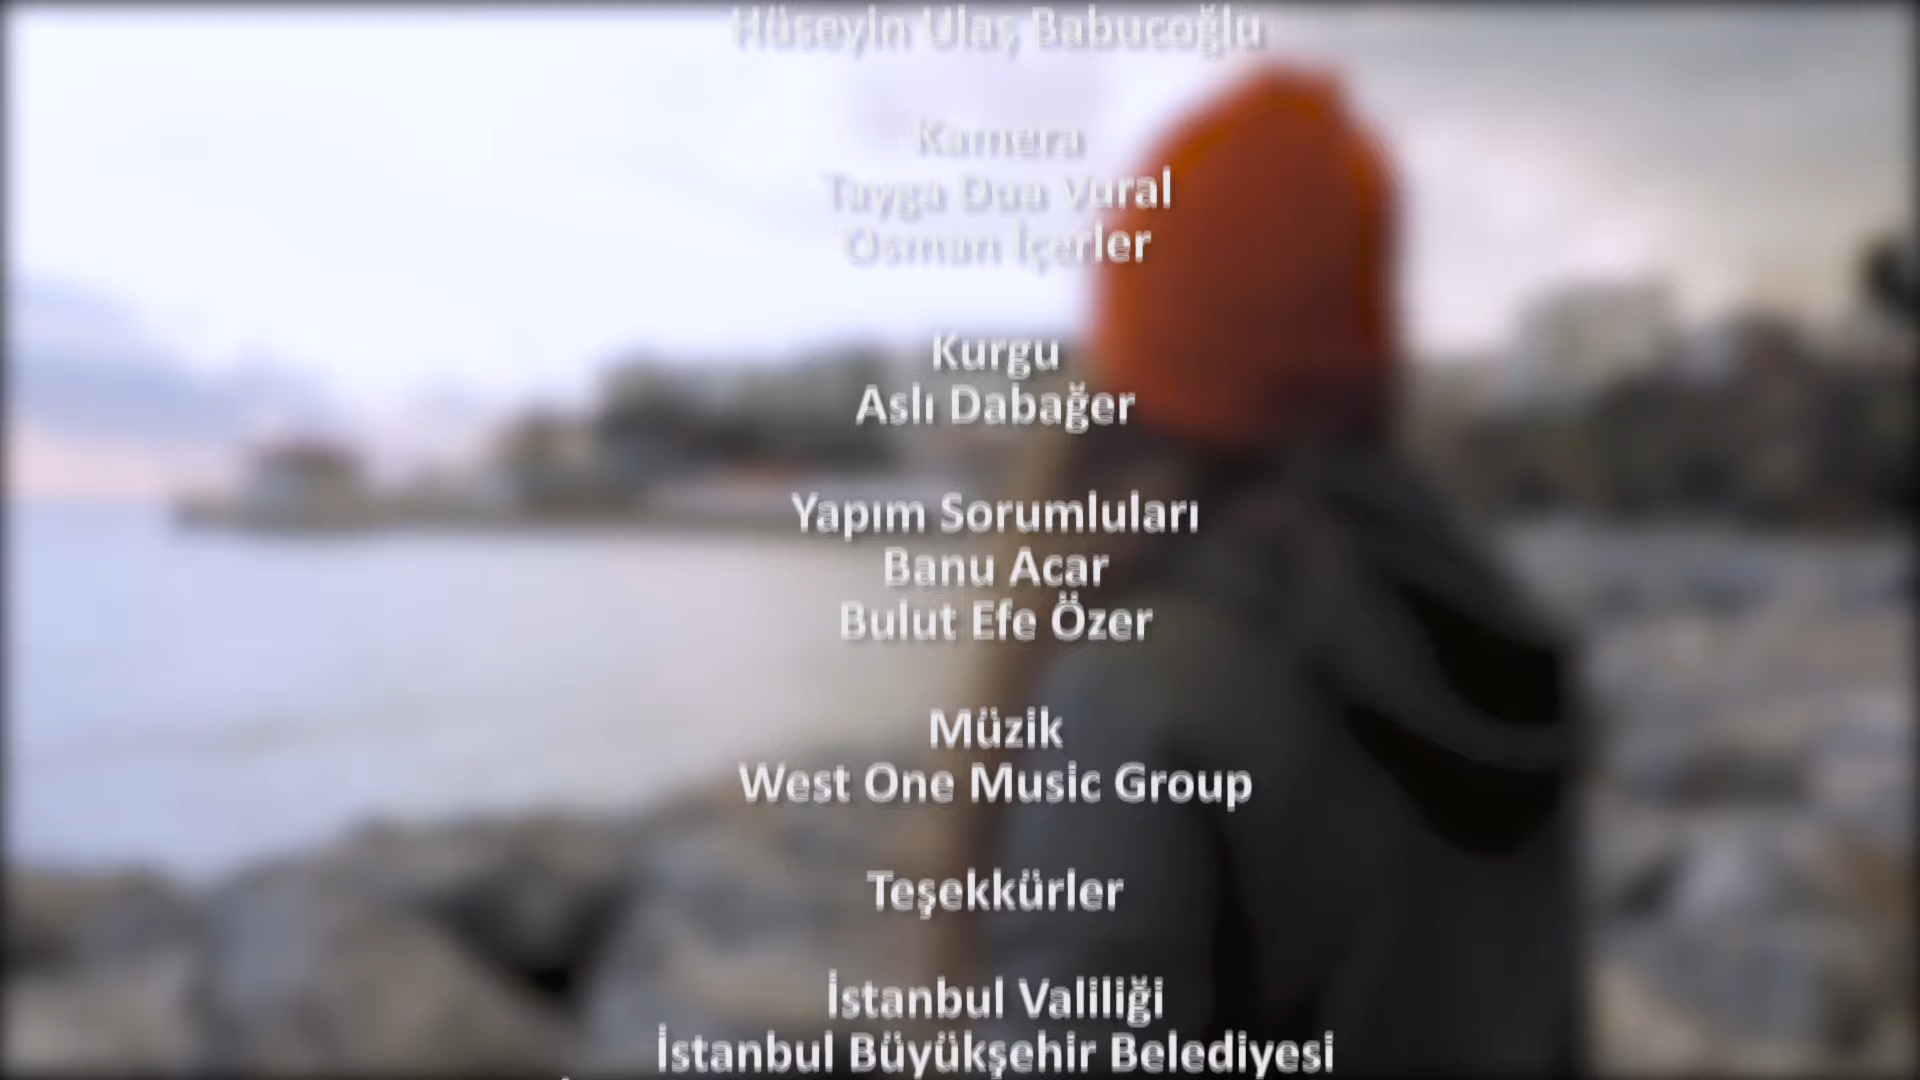 Hüseyin Ulaş Babucoğlu
Kamera
Tayga Dua Vural
Osman İçerler
Kurgu
Aslı Dabağer
Yapım Sorumluları
Banu Acar
Bulut Efe Özer
Müzik
West One Music Group
Teşekkürler
İstanbul Valiliği
İstanbul Büyükşehir Belediyesi